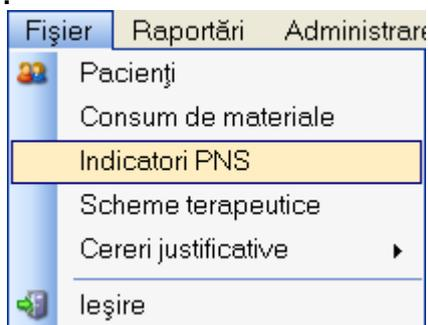 Fişier Raportări Administrare
Pacienţi
Consum de materiale
Indicatori PNS
Scheme terapeutice
Cereri justificative
Ieşire